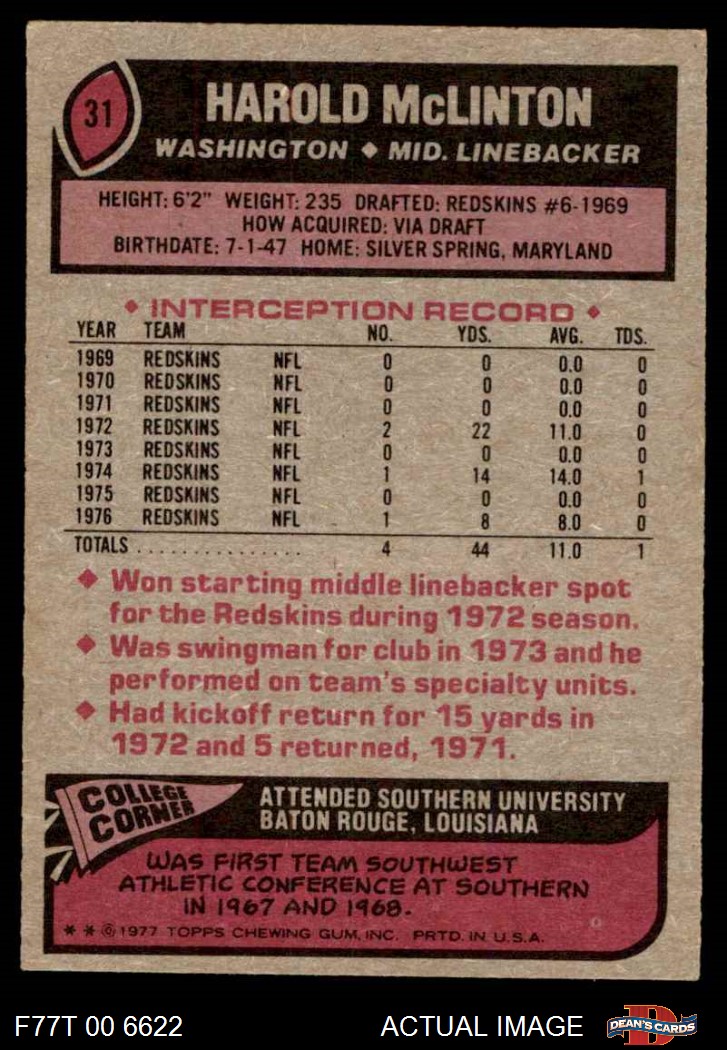 31
HAROLD McLINTON
WASHINGTON ♦ MID. LINEBACKER
HEIGHT: 6'2" WEIGHT: 235 DRAFTED: REDSKINS #6-1969
HOW ACQUIRED: VIA DRAFT
BIRTHDATE: 7-1-47 HOME: SILVER SPRING, MARYLAND
♦ INTERCEPTION RECORD ♦
YEAR TEAM NO. YDS. AVG. TDS.
1969 REDSKINS NFL 0 0 0.0 0
1970 REDSKINS NFL 0 0 0.0 0
1971 REDSKINS NFL 0 0 0.0 0
1972 REDSKINS NFL 2 22 11.0 0
1973 REDSKINS NFL 0 0 0.0 0
1974 REDSKINS NFL 1 14 14.0 1
1975 REDSKINS NFL 0 0 0.0 0
1976 REDSKINS NFL 1 8 8.0 0
TOTALS ................ 4 44 11.0 1
♦ Won starting middle linebacker spot
for the Redskins during 1972 season.
♦ Was swingman for club in 1973 and he
performed on team's specialty units.
♦ Had kickoff return for 15 yards in
1972 and 5 returned, 1971.
COLLEGE
CORNER
ATTENDED SOUTHERN UNIVERSITY
BATON ROUGE, LOUISIANA
WAS FIRST TEAM SOUTHWEST
ATHLETIC CONFERENCE AT SOUTHERN
IN 1967 AND 1968.
* * © 1977 TOPPS CHEWING GUM, INC. PRTD. IN U.S.A.
F77T 00 6622 ACTUAL IMAGE
D
DEAN'S CARDS